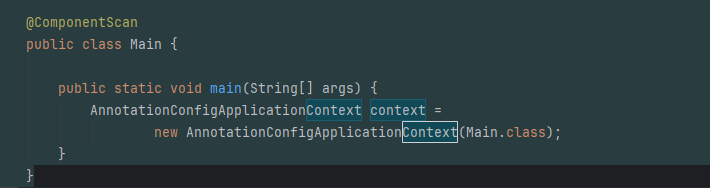 @ComponentScan
public class Main {
public static void main(String[] args) {
AnnotationConfigApplicationContext context =
new AnnotationConfigApplicationContext(Main.class);
}
}